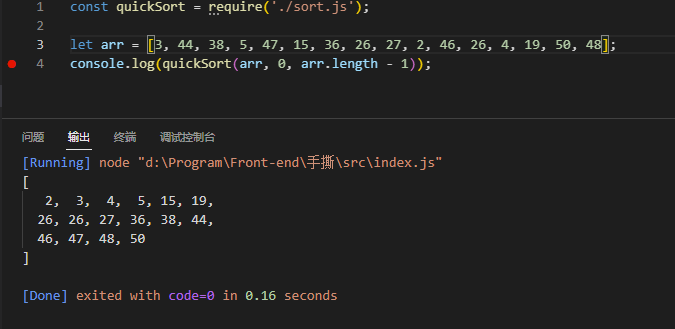 1 const quickSort = require('./sort.js');
2
3 let arr = [3, 44, 38, 5, 47, 15, 36, 26, 27, 2, 46, 26, 4, 19, 50, 48];
4 console.log(quickSort(arr, 0, arr.length - 1));
问题 输出 终端 调试控制台
[Running] node "d:\Program\Front-end\手撕\src\index.js"
[
2, 3, 4, 5, 15, 19,
26, 26, 27, 36, 38, 44,
46, 47, 48, 50
]
[Done] exited with code=0 in 0.16 seconds